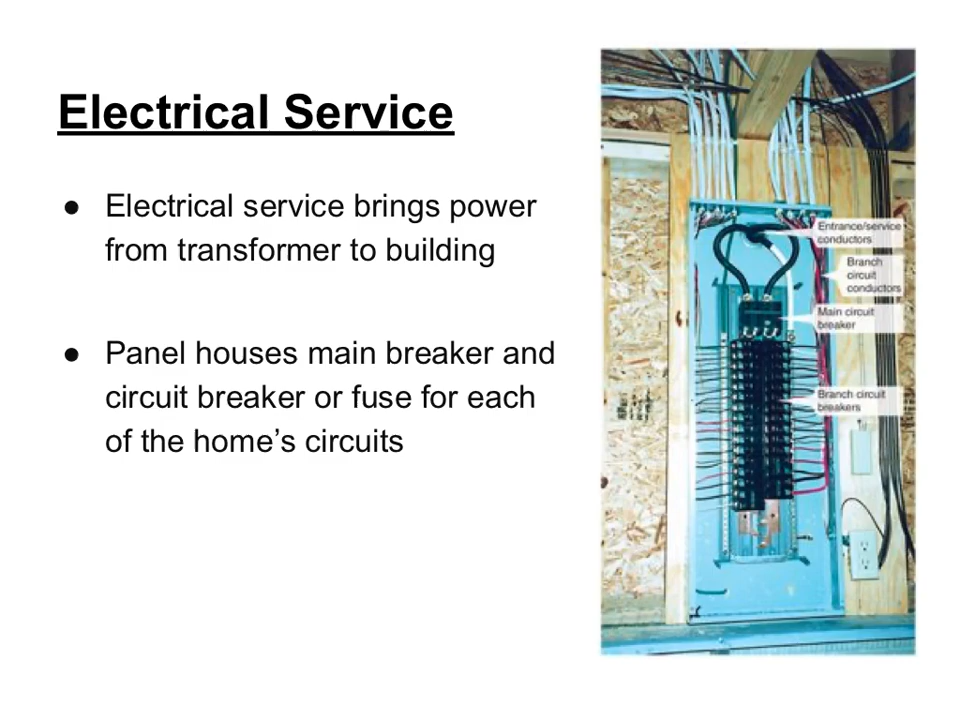 Electrical Service
● Electrical service brings power
from transformer to building
● Panel houses main breaker and
circuit breaker or fuse for each
of the home’s circuits
Entrance/service
conductors
Branch
circuit
conductors
Main circuit
breaker
Branch circuit
breakers